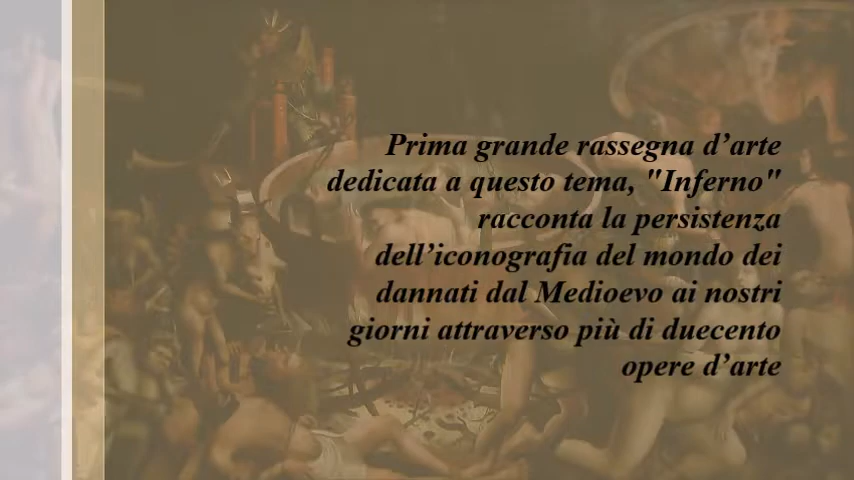 Prima grande rassegna d’arte
dedicata a questo tema, "Inferno"
racconta la persistenza
dell’iconografia del mondo dei
dannati dal Medioevo ai nostri
giorni attraverso più di duecento
opere d’arte